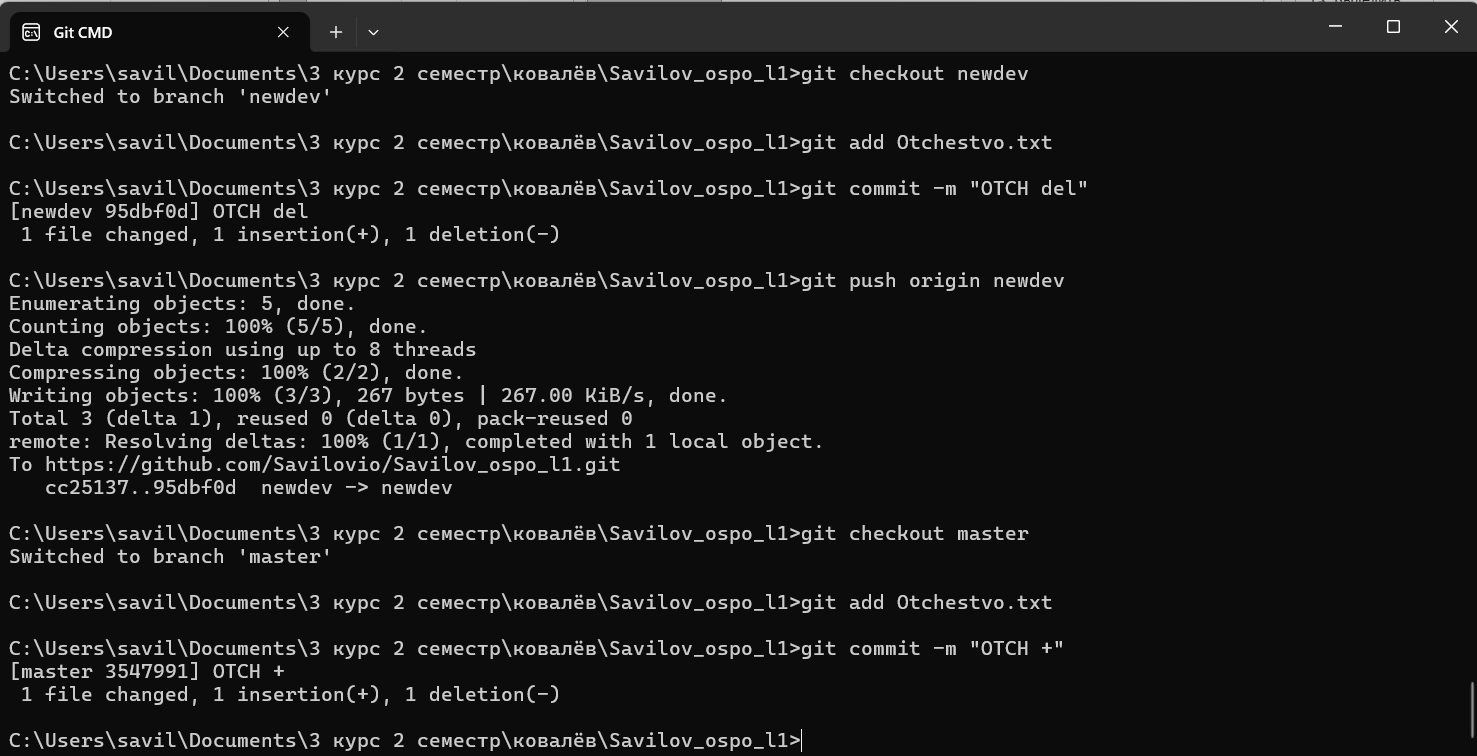 Git CMD
C:\Users\savil\Documents\3 курс 2 семестр\ковалёв\Savilov_ospo_l1>git checkout newdev
Switched to branch 'newdev'
C:\Users\savil\Documents\3 курс 2 семестр\ковалёв\Savilov_ospo_l1>git add Otchestvo.txt
C:\Users\savil\Documents\3 курс 2 семестр\ковалёв\Savilov_ospo_l1>git commit -m "OTCH del"
[newdev 95dbf0d] OTCH del
 1 file changed, 1 insertion(+), 1 deletion(-)
C:\Users\savil\Documents\3 курс 2 семестр\ковалёв\Savilov_ospo_l1>git push origin newdev
Enumerating objects: 5, done.
Counting objects: 100% (5/5), done.
Delta compression using up to 8 threads
Compressing objects: 100% (2/2), done.
Writing objects: 100% (3/3), 267 bytes | 267.00 KiB/s, done.
Total 3 (delta 1), reused 0 (delta 0), pack-reused 0
remote: Resolving deltas: 100% (1/1), completed with 1 local object.
To https://github.com/Savilovio/Savilov_ospo_l1.git
   cc25137..95dbf0d  newdev -> newdev
C:\Users\savil\Documents\3 курс 2 семестр\ковалёв\Savilov_ospo_l1>git checkout master
Switched to branch 'master'
C:\Users\savil\Documents\3 курс 2 семестр\ковалёв\Savilov_ospo_l1>git add Otchestvo.txt
C:\Users\savil\Documents\3 курс 2 семестр\ковалёв\Savilov_ospo_l1>git commit -m "OTCH +"
[master 3547991] OTCH +
 1 file changed, 1 insertion(+), 1 deletion(-)
C:\Users\savil\Documents\3 курс 2 семестр\ковалёв\Savilov_ospo_l1>